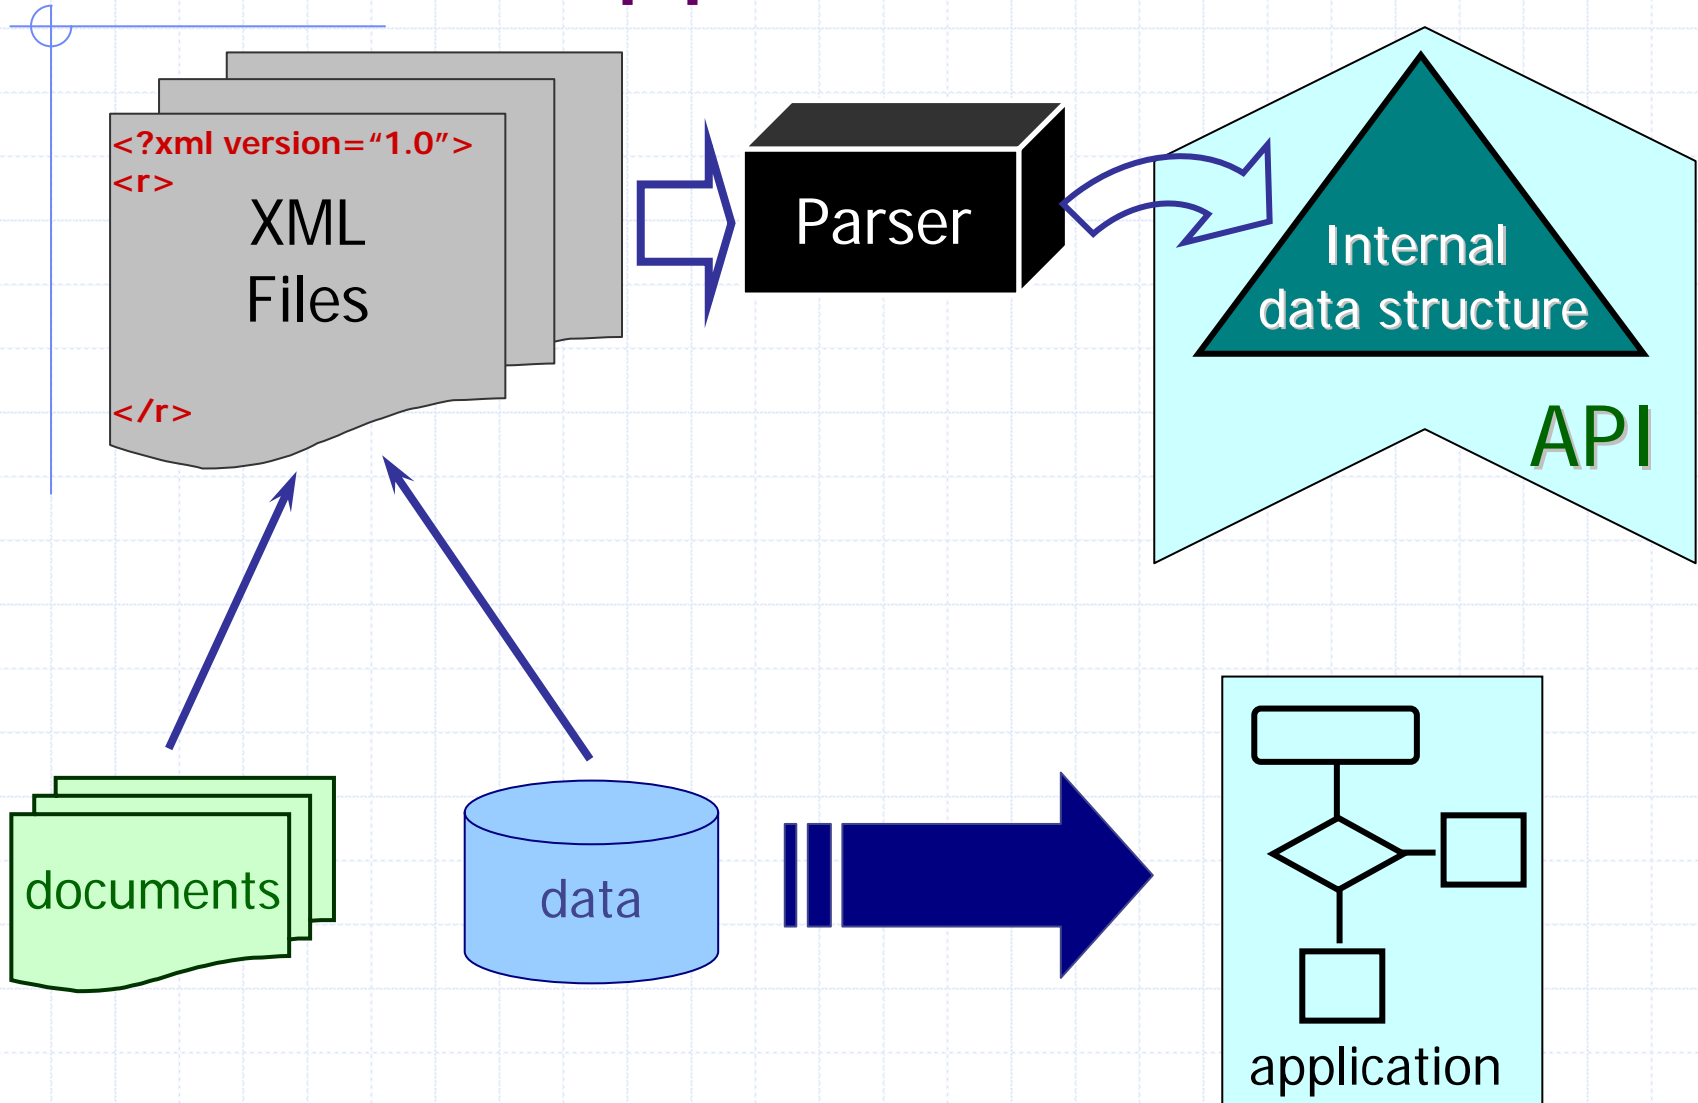 <?xml version=“1.0”>
<r>
XML
Files
</r>
Parser
Internal
data structure
API
documents
data
application